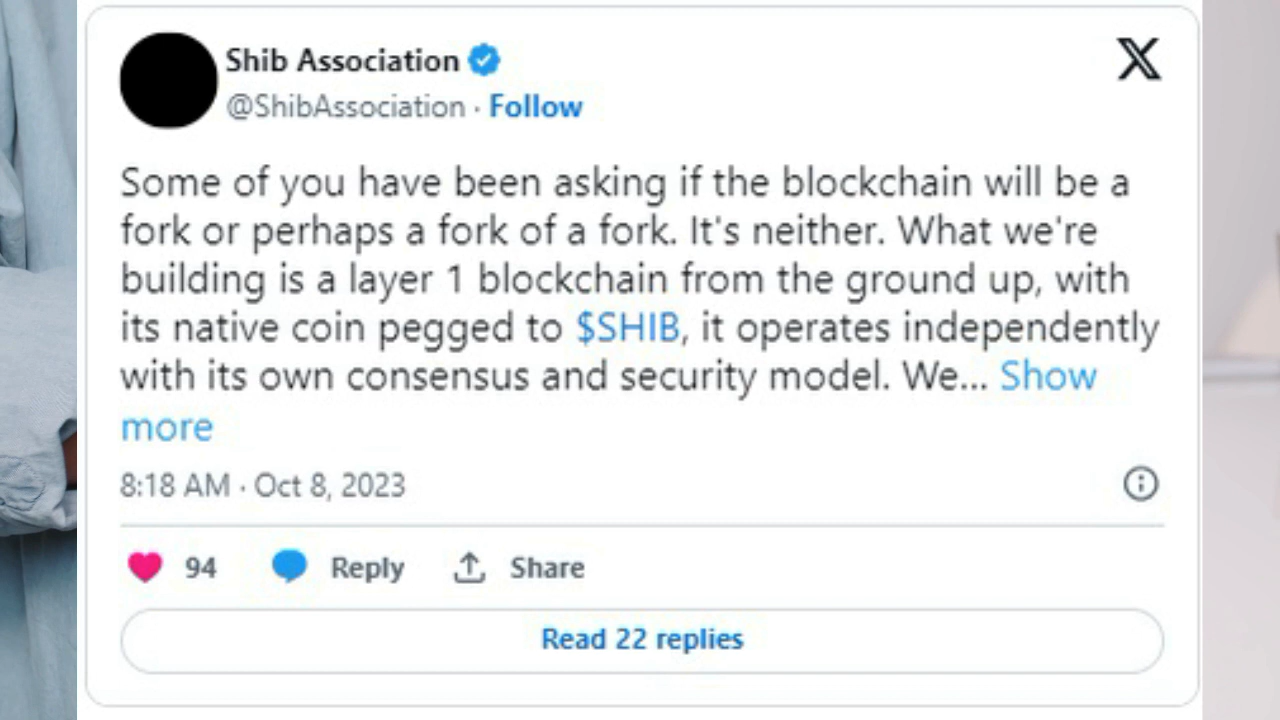 Shib Association
@ShibAssociation · Follow
Some of you have been asking if the blockchain will be a
fork or perhaps a fork of a fork. It's neither. What we're
building is a layer 1 blockchain from the ground up, with
its native coin pegged to $SHIB, it operates independently
with its own consensus and security model. We... Show
more
8:18 AM · Oct 8, 2023
94 Reply Share
Read 22 replies